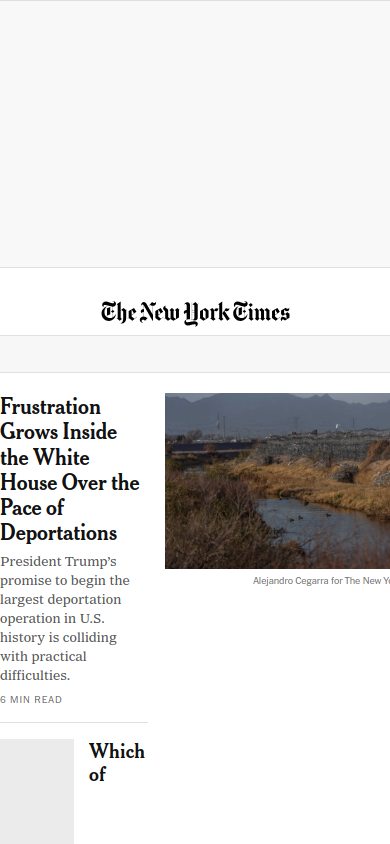 The New York Times
Frustration
Grows Inside
the White
House Over the
Pace of
Deportations
President Trump's
promise to begin the
largest deportation
operation in U.S.
history is colliding
with practical
difficulties.
6 MIN READ
Alejandro Cegarra for The New
Which
of